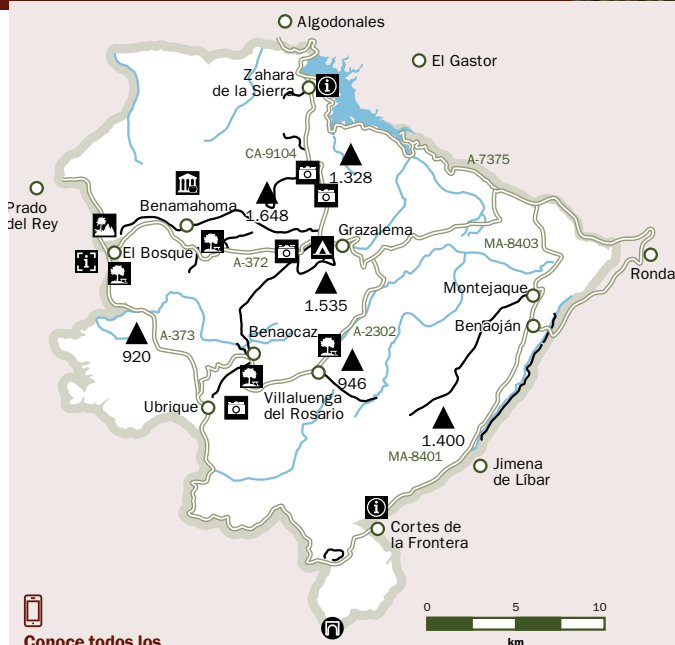 Algodonales
El Gastor
Zahara
de la Sierra
CA-9104
A-7375
1.328
Prado
del Rey
Benamahoma
1.648
Grazalema
MA-8403
El Bosque
A-372
Ronda
Montejaque
1.535
Benaocaz
A-2302
Benaoján
A-373
920
946
Villaluenga
del Rosario
Ubrique
1.400
MA-8401
Jimena
de Líbar
Cortes de
la Frontera
0 5 10
km
Conoce todos los